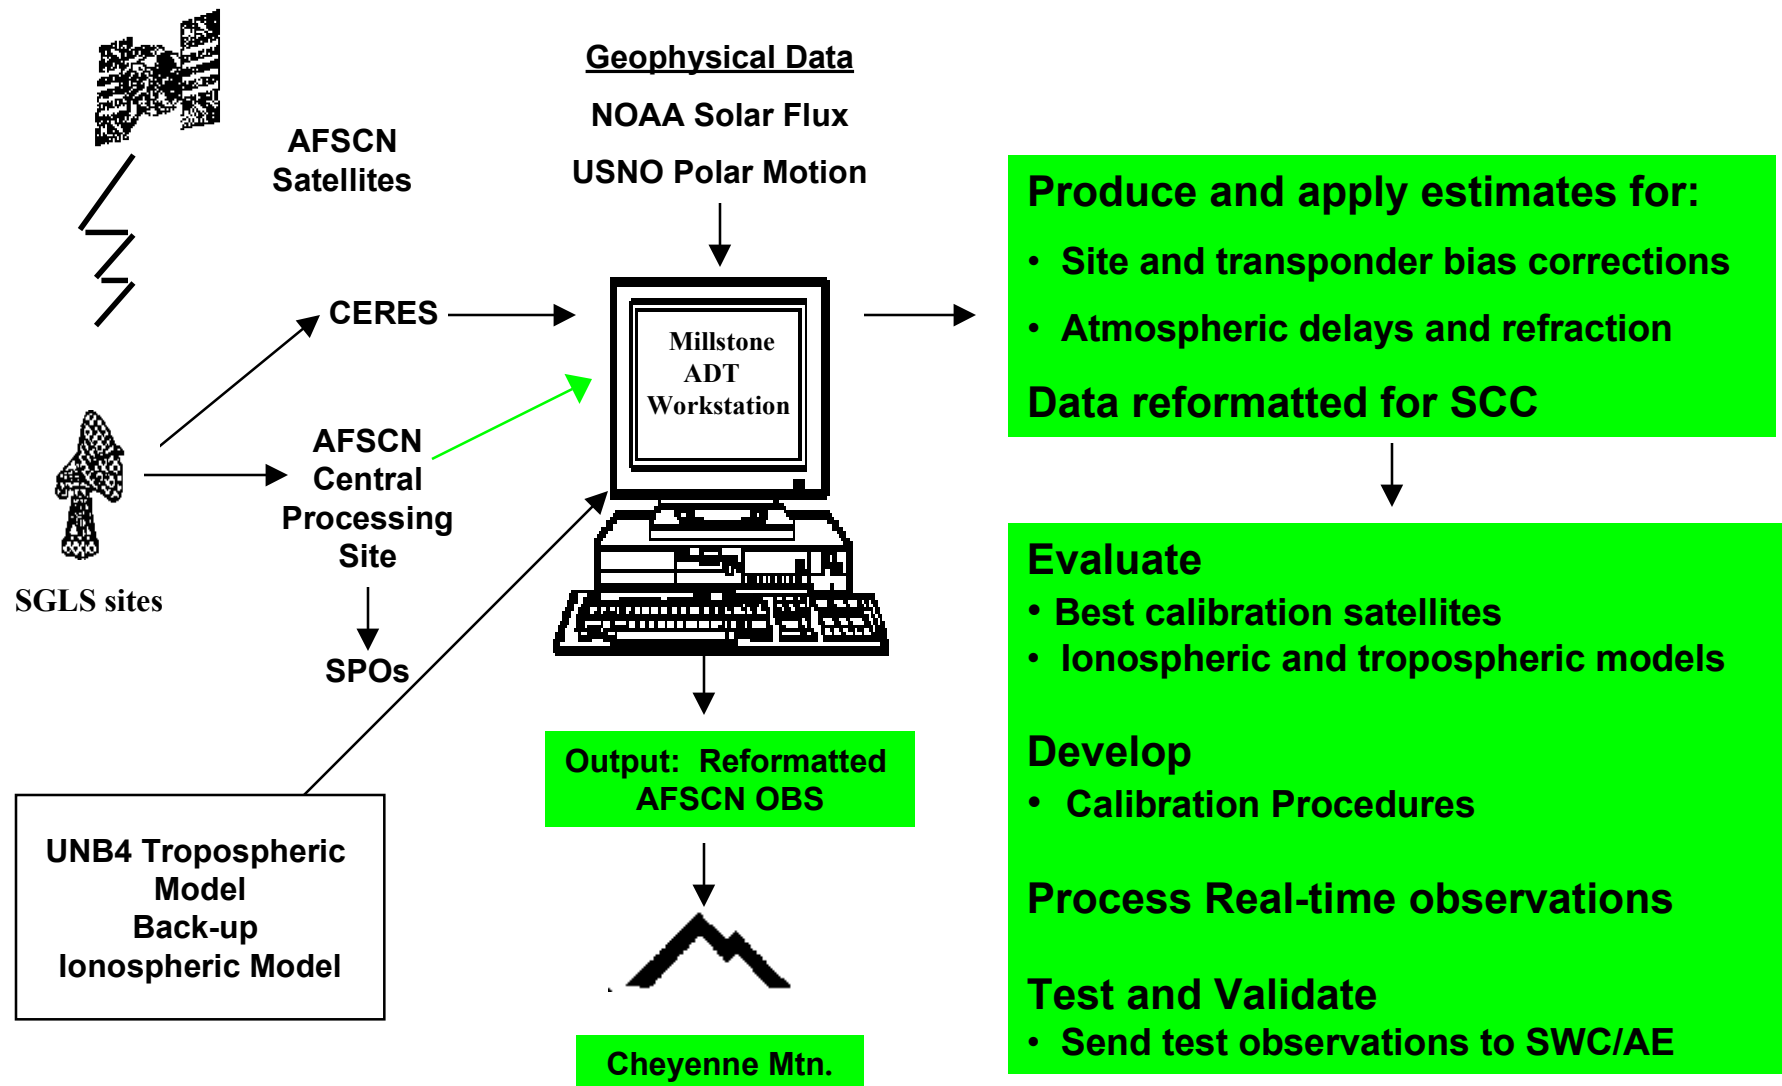 Geophysical Data
NOAA Solar Flux
USNO Polar Motion
AFSCN
Satellites
CERES
AFSCN
Central
Processing
Site
SPOs
SGLS sites
UNB4 Tropospheric
Model
Back-up
Ionospheric Model
Millstone
ADT
Workstation
Output:  Reformatted
AFSCN OBS
Cheyenne Mtn.
Produce and apply estimates for:
• Site and transponder bias corrections
• Atmospheric delays and refraction
Data reformatted for SCC
Evaluate
• Best calibration satellites
• Ionospheric and tropospheric models
Develop
• Calibration Procedures
Process Real-time observations
Test and Validate
• Send test observations to SWC/AE